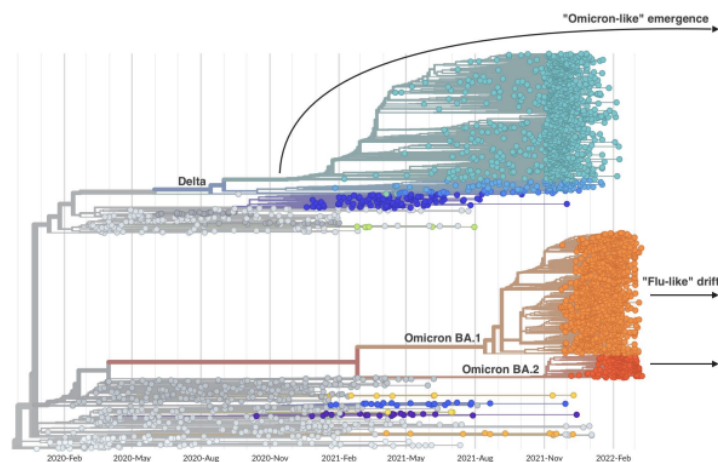 "Omicron-like" emergence
Delta
"Flu-like" drift
Omicron BA.1
Omicron BA.2
2020-Feb 2020-May 2020-Aug 2020-Nov 2021-Feb 2021-May 2021-Aug 2021-Nov 2022-Feb